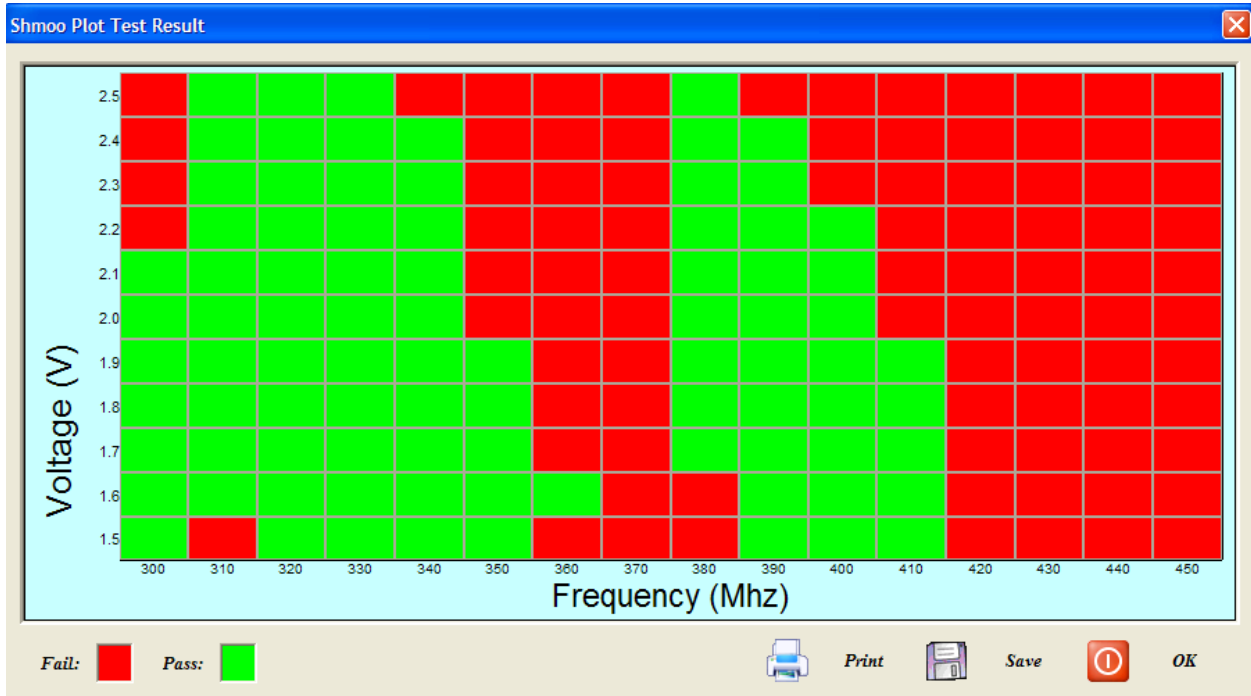 Shmoo Plot Test Result
2.5
2.4
2.3
2.2
2.1
2.0
1.9
1.8
1.7
1.6
1.5
Voltage (V)
300 310 320 330 340 350 360 370 380 390 400 410 420 430 440 450
Frequency (Mhz)
Fail: Pass: Print Save OK